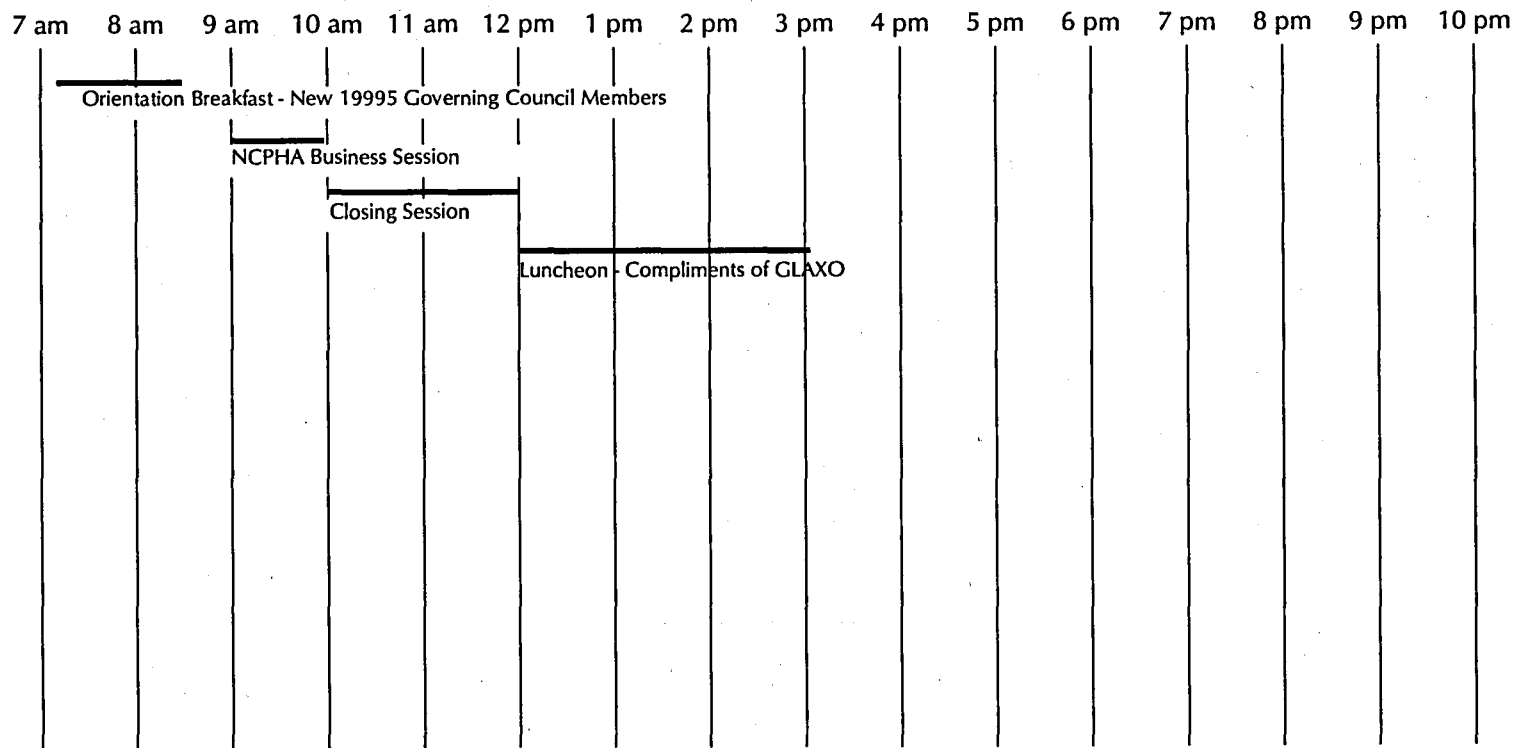 7 am 8 am 9 am 10 am 11 am 12 pm 1 pm 2 pm 3 pm 4 pm 5 pm 6 pm 7 pm 8 pm 9 pm 10 pm
Orientation Breakfast - New 19995 Governing Council Members
NCPHA Business Session
Closing Session
Luncheon - Compliments of GLAXO